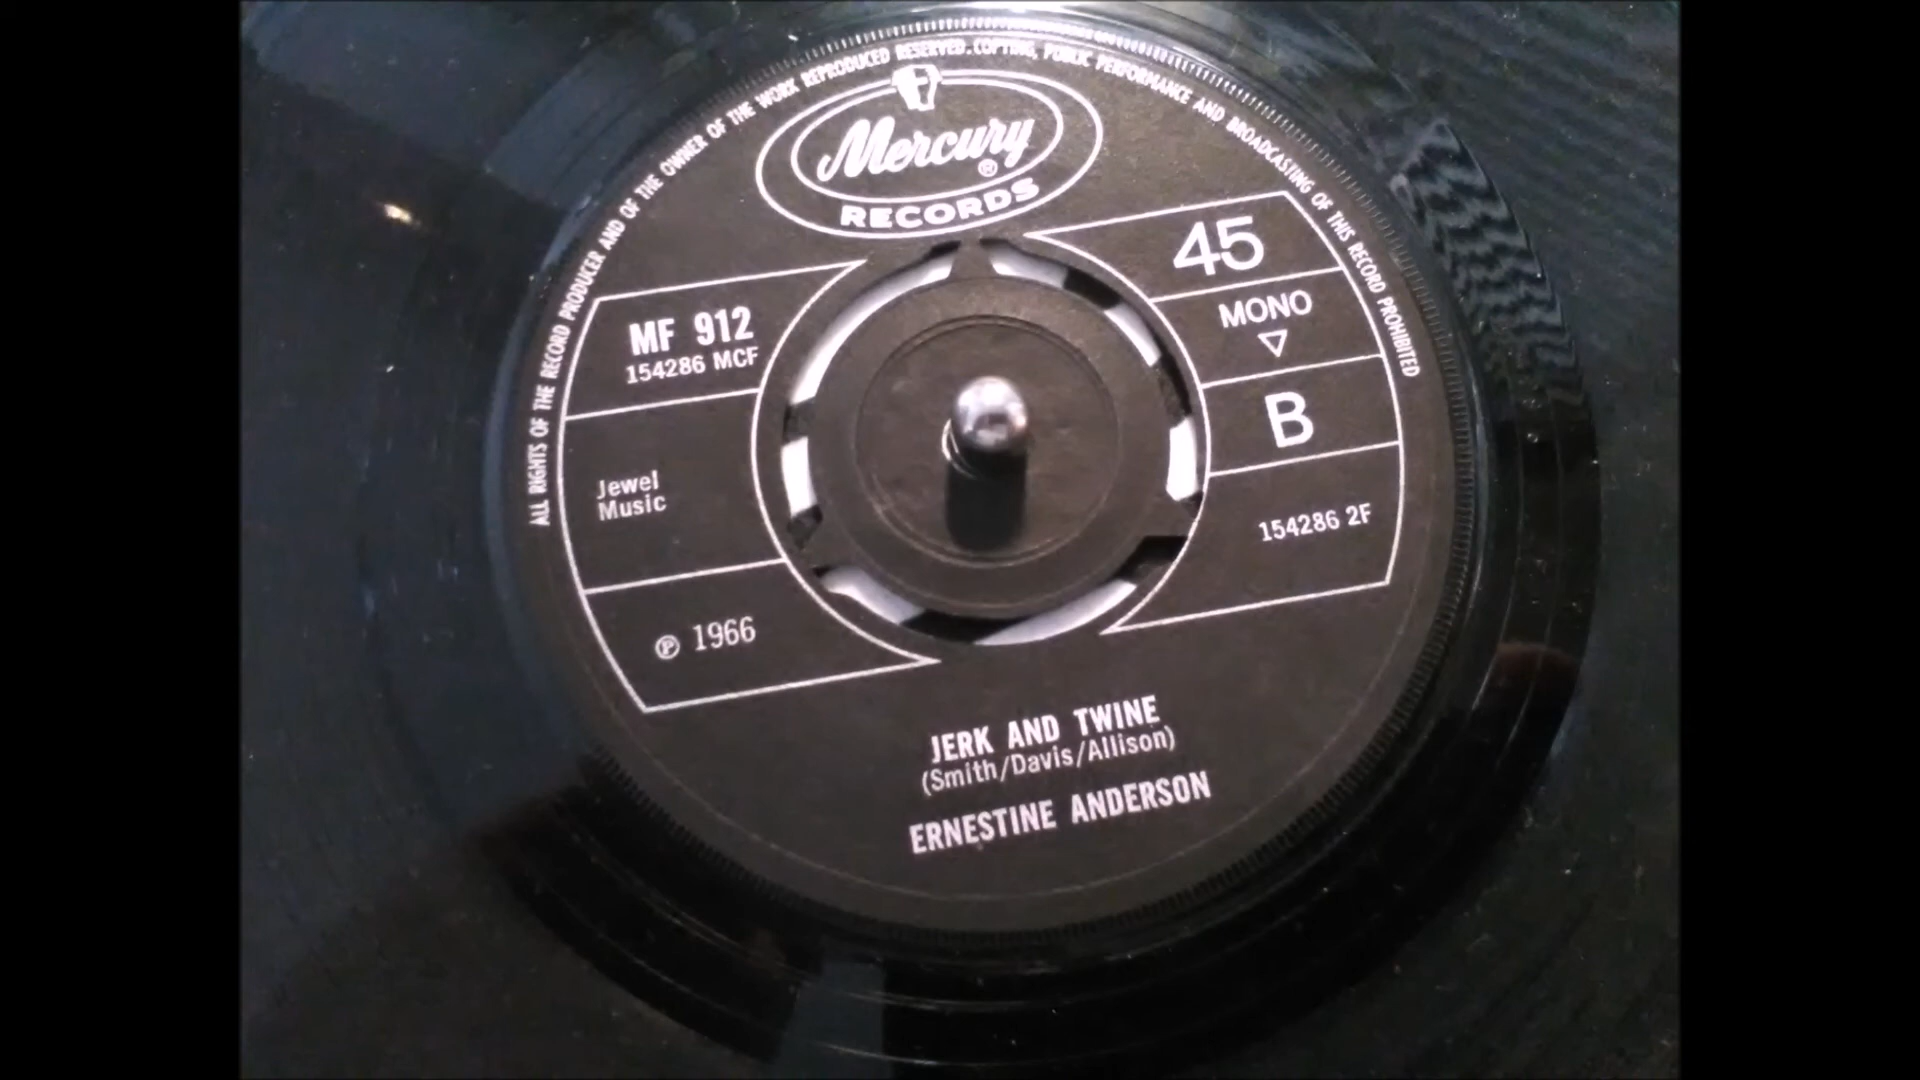 ALL RIGHTS OF THE RECORD PRODUCER AND OF THE OWNER OF THE WORK REPRODUCED RESERVED. COPYING, PUBLIC PERFORMANCE AND BROADCASTING OF THIS RECORD PROHIBITED
Mercury ®
RECORDS
MF 912
154286 MCF
Jewel
Music
℗ 1966
45
MONO
B
154286 2F
JERK AND TWINE
(Smith/Davis/Allison)
ERNESTINE ANDERSON